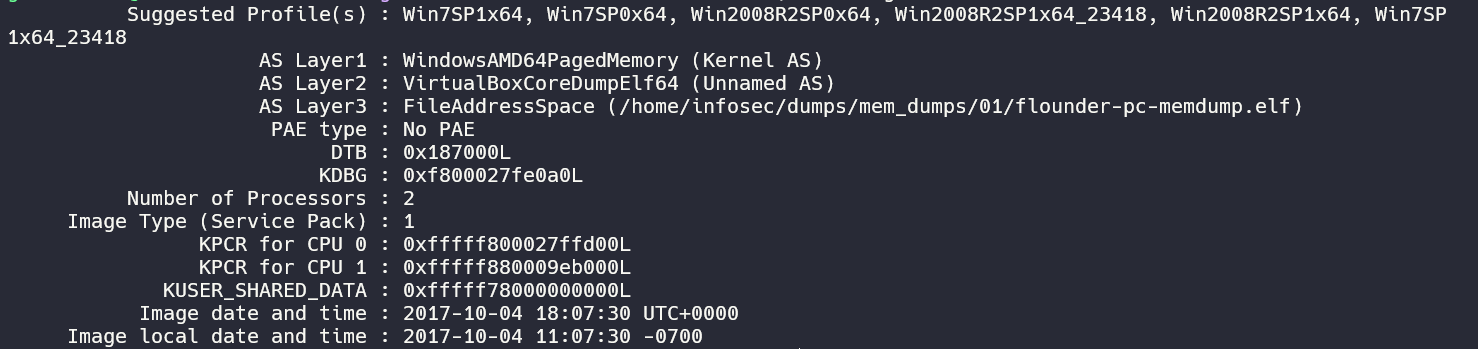 Suggested Profile(s) : Win7SP1x64, Win7SP0x64, Win2008R2SP0x64, Win2008R2SP1x64_23418, Win2008R2SP1x64, Win7SP
1x64_23418
AS Layer1 : WindowsAMD64PagedMemory (Kernel AS)
AS Layer2 : VirtualBoxCoreDumpElf64 (Unnamed AS)
AS Layer3 : FileAddressSpace (/home/infosec/dumps/mem_dumps/01/flounder-pc-memdump.elf)
PAE type : No PAE
DTB : 0x187000L
KDBG : 0xf800027fe0a0L
Number of Processors : 2
Image Type (Service Pack) : 1
KPCR for CPU 0 : 0xfffff800027ffd00L
KPCR for CPU 1 : 0xfffff880009eb000L
KUSER_SHARED_DATA : 0xfffff78000000000L
Image date and time : 2017-10-04 18:07:30 UTC+0000
Image local date and time : 2017-10-04 11:07:30 -0700